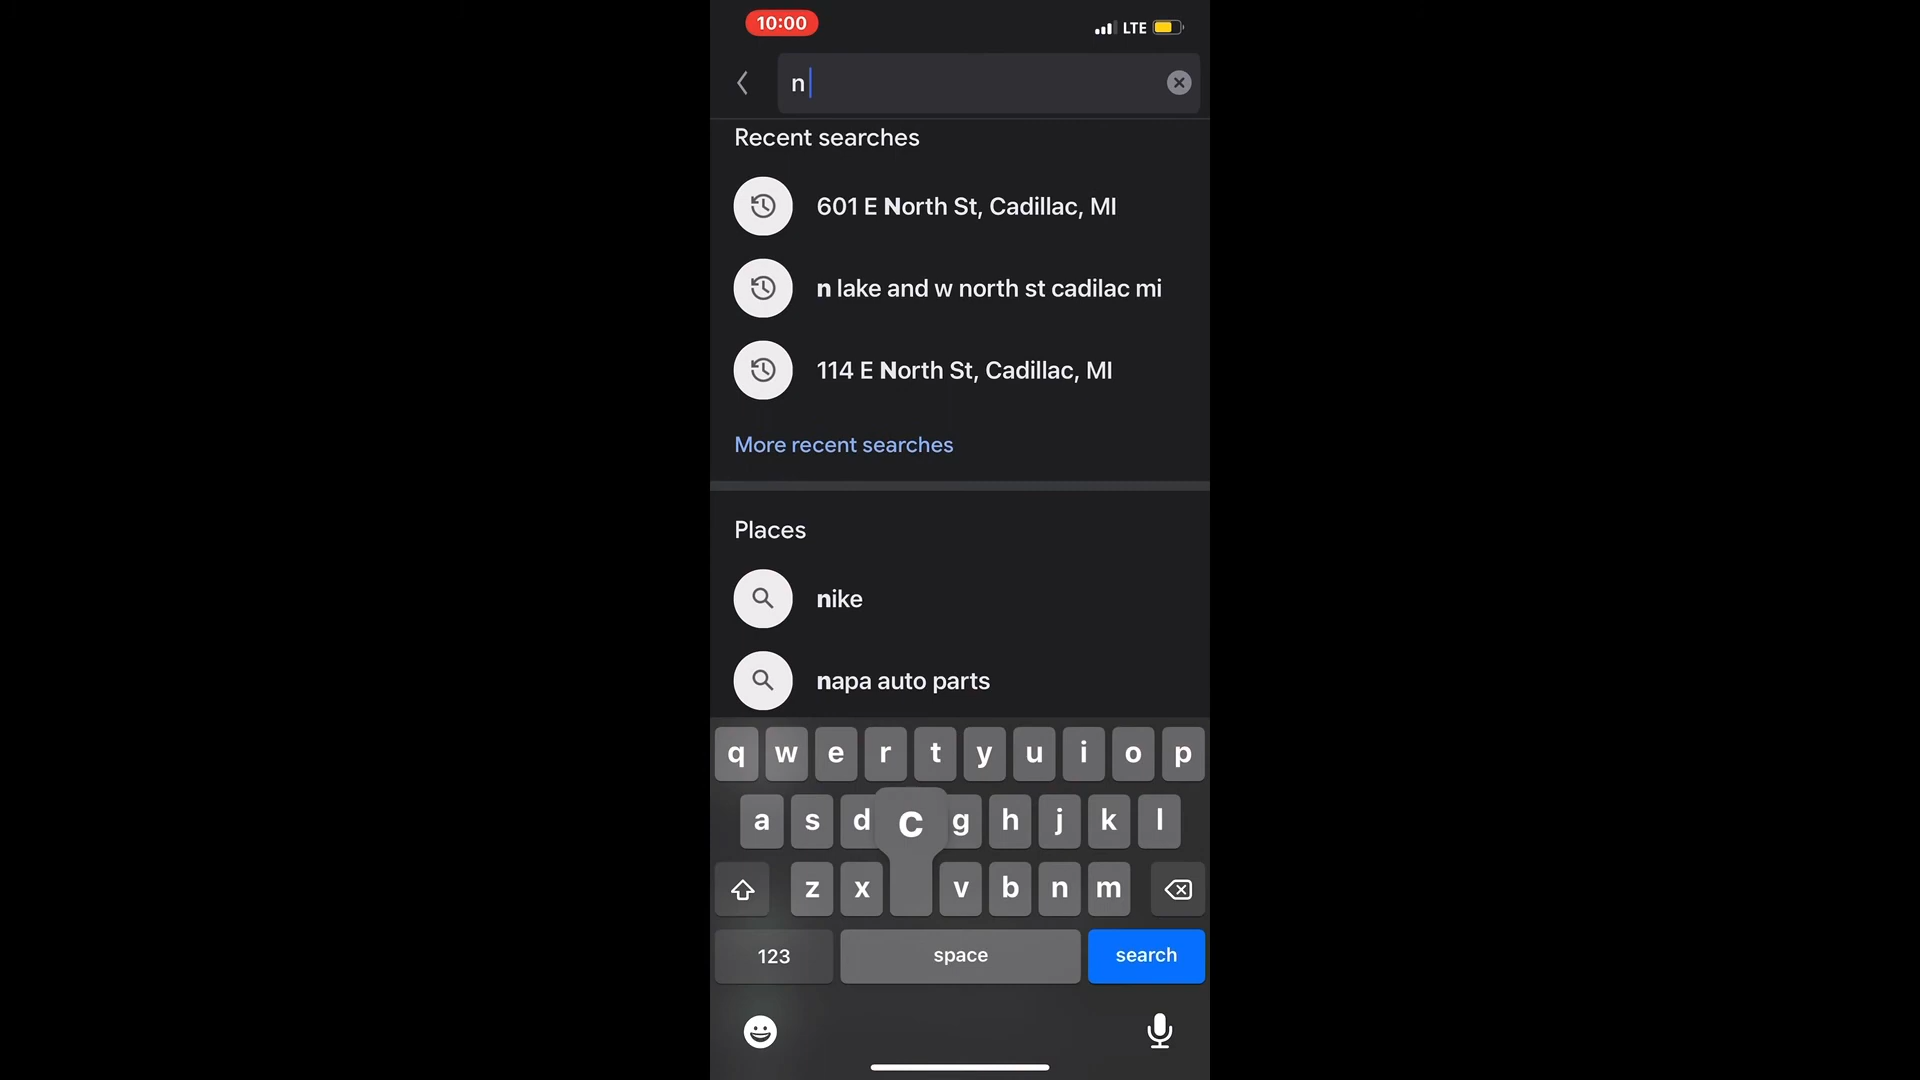 10:00
LTE
n
Recent searches
601 E North St, Cadillac, MI
n lake and w north st cadilac mi
114 E North St, Cadillac, MI
More recent searches
Places
nike
napa auto parts
q w e r t y u i o p
a s d c g h j k l
z x v b n m
123 space search